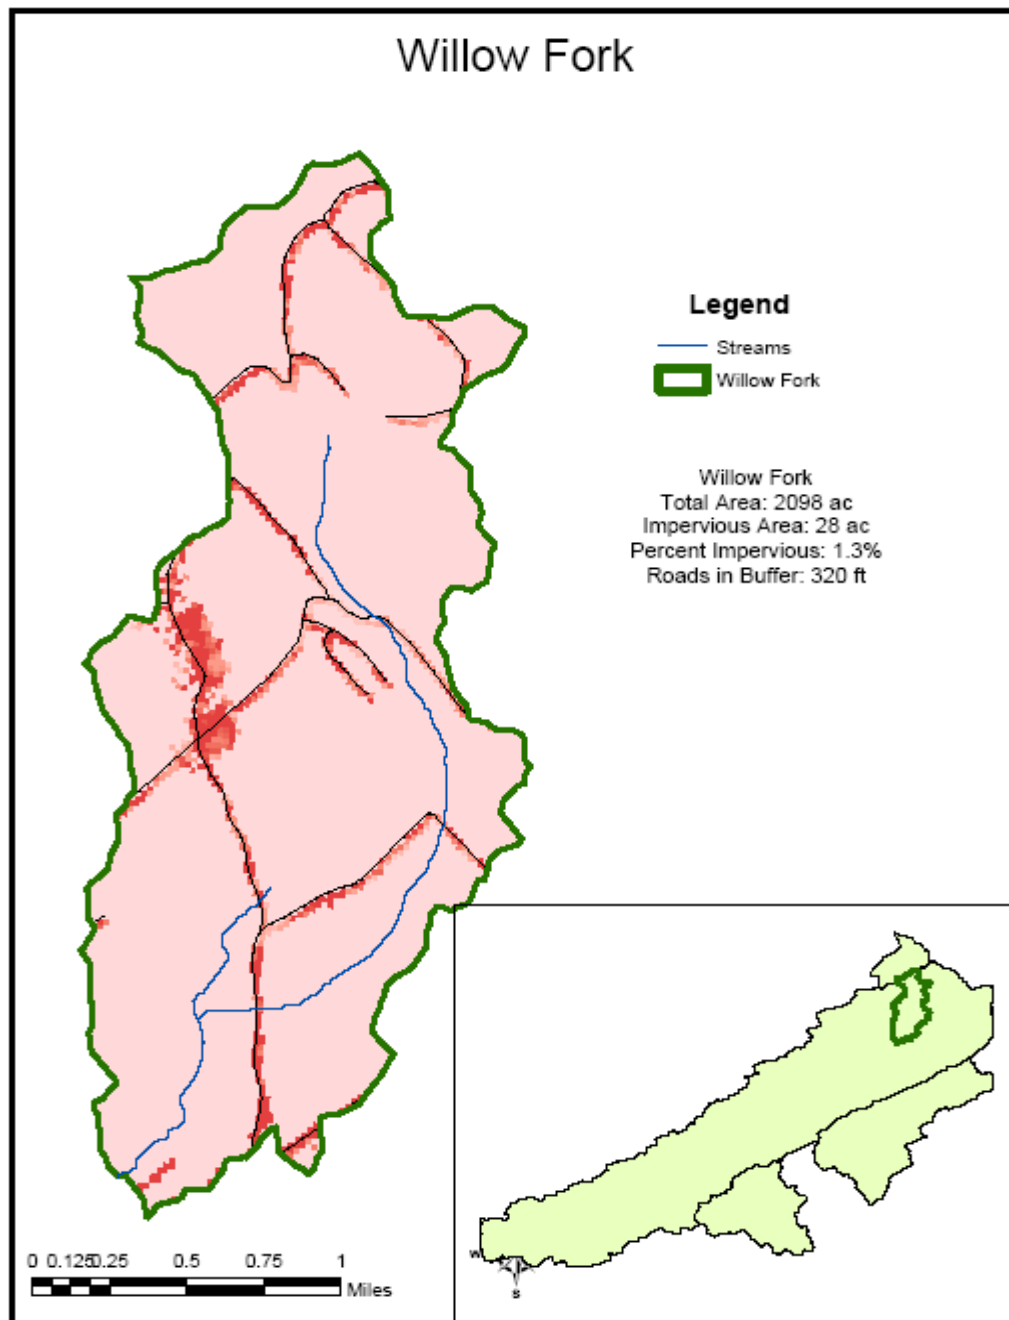 Willow Fork
Legend
Streams
Willow Fork
Willow Fork
Total Area: 2098 ac
Impervious Area: 28 ac
Percent Impervious: 1.3%
Roads in Buffer: 320 ft
0 0.125 0.25 0.5 0.75 1
Miles
W
S